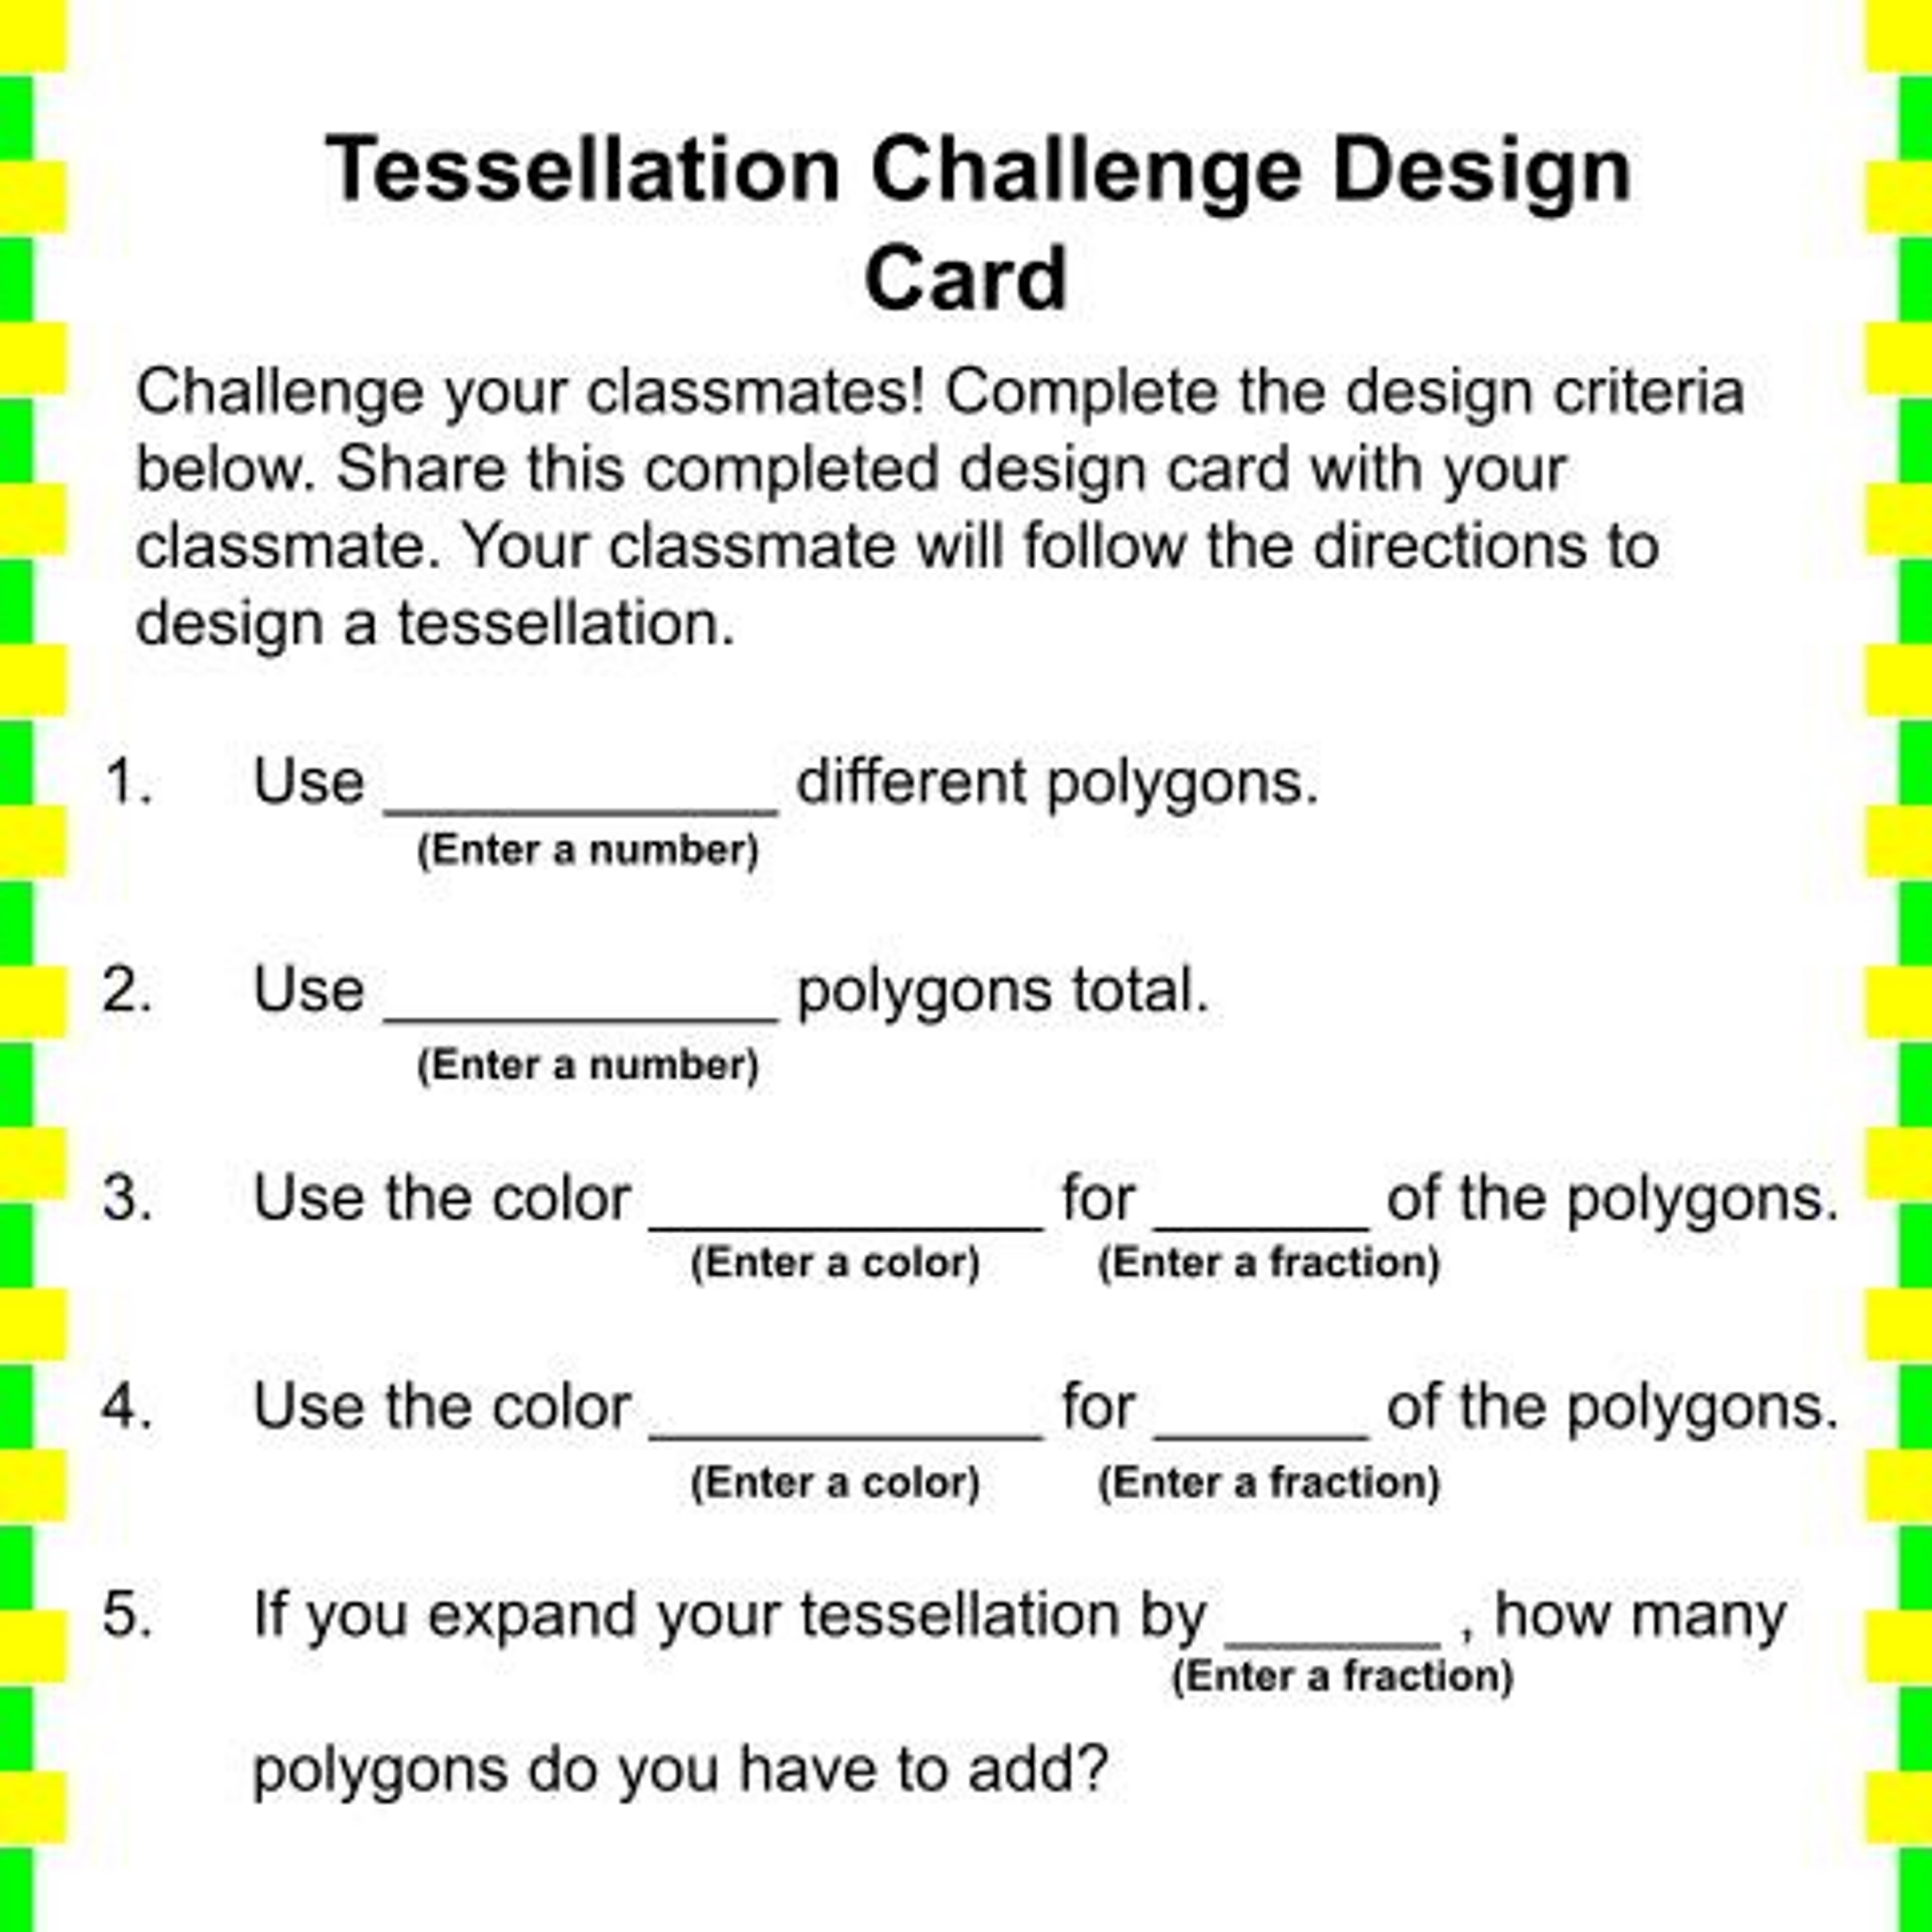 Tessellation Challenge Design
Card
Challenge your classmates! Complete the design criteria
below. Share this completed design card with your
classmate. Your classmate will follow the directions to
design a tessellation.
1. Use ___________ different polygons.
(Enter a number)
2. Use ___________ polygons total.
(Enter a number)
3. Use the color ___________ for ______ of the polygons.
(Enter a color) (Enter a fraction)
4. Use the color ___________ for ______ of the polygons.
(Enter a color) (Enter a fraction)
5. If you expand your tessellation by ______ , how many
(Enter a fraction)
polygons do you have to add?